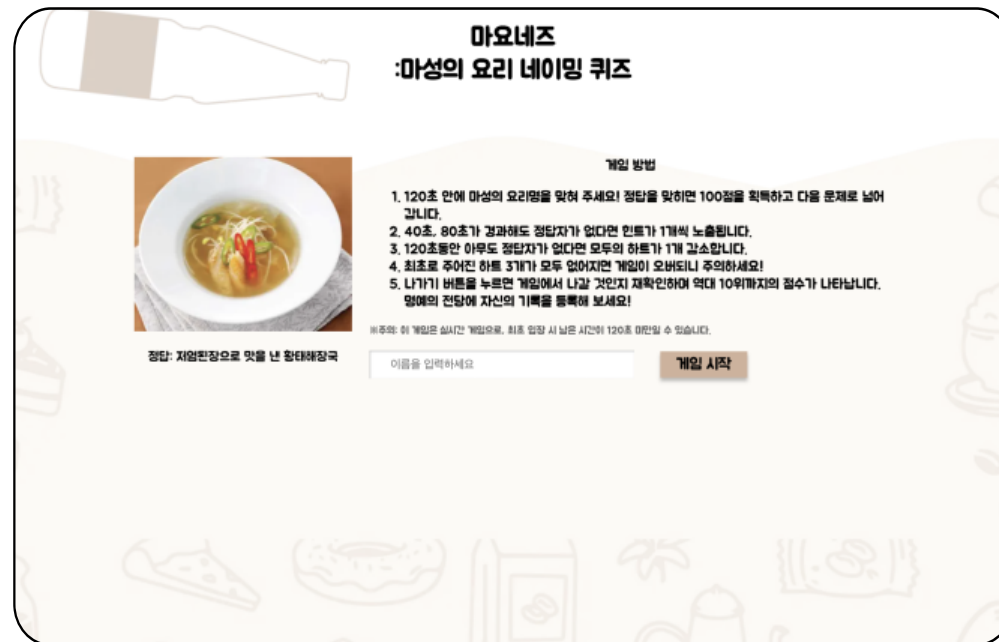 마요네즈
:마성의 요리 네이밍 퀴즈
게임 방법
1. 120초 안에 마성의 요리명을 맞혀 주세요! 정답을 맞히면 100점을 획득하고 다음 문제로 넘어
갑니다.
2. 40초, 80초가 경과해도 정답자가 없다면 힌트가 1개씩 노출됩니다.
3. 120초동안 아무도 정답자가 없다면 모두의 하트가 1개 감소합니다.
4. 최초로 주어진 하트 3개가 모두 없어지면 게임이 오버되니 주의하세요!
5. 나가기 버튼을 누르면 게임에서 나갈 것인지 재확인하며 역대 10위까지의 점수가 나타납니다.
명예의 전당에 자신의 기록을 등록해 보세요!
※주의: 이 게임은 실시간 게임으로, 최초 입장 시 남은 시간이 120초 미만일 수 있습니다.
정답: 저염된장으로 맛을 낸 황태해장국
이름을 입력하세요
게임 시작